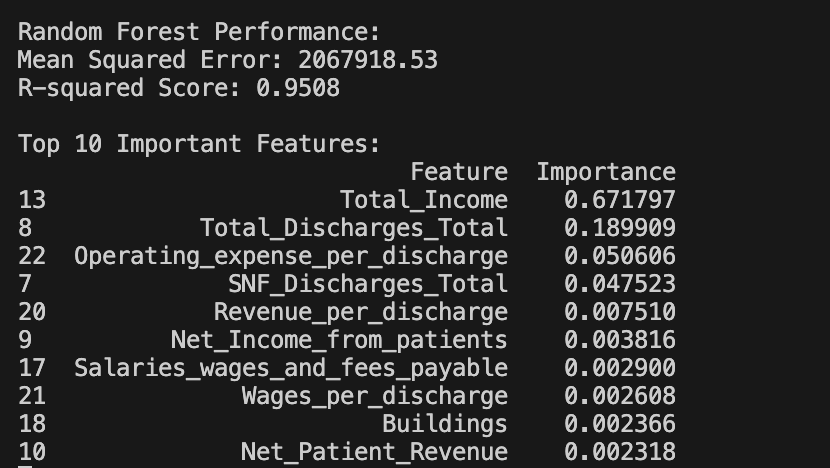 Random Forest Performance:
Mean Squared Error: 2067918.53
R-squared Score: 0.9508
Top 10 Important Features:
Feature Importance
13 Total_Income 0.671797
8 Total_Discharges_Total 0.189909
22 Operating_expense_per_discharge 0.050606
7 SNF_Discharges_Total 0.047523
20 Revenue_per_discharge 0.007510
9 Net_Income_from_patients 0.003816
17 Salaries_wages_and_fees_payable 0.002900
21 Wages_per_discharge 0.002608
18 Buildings 0.002366
10 Net_Patient_Revenue 0.002318